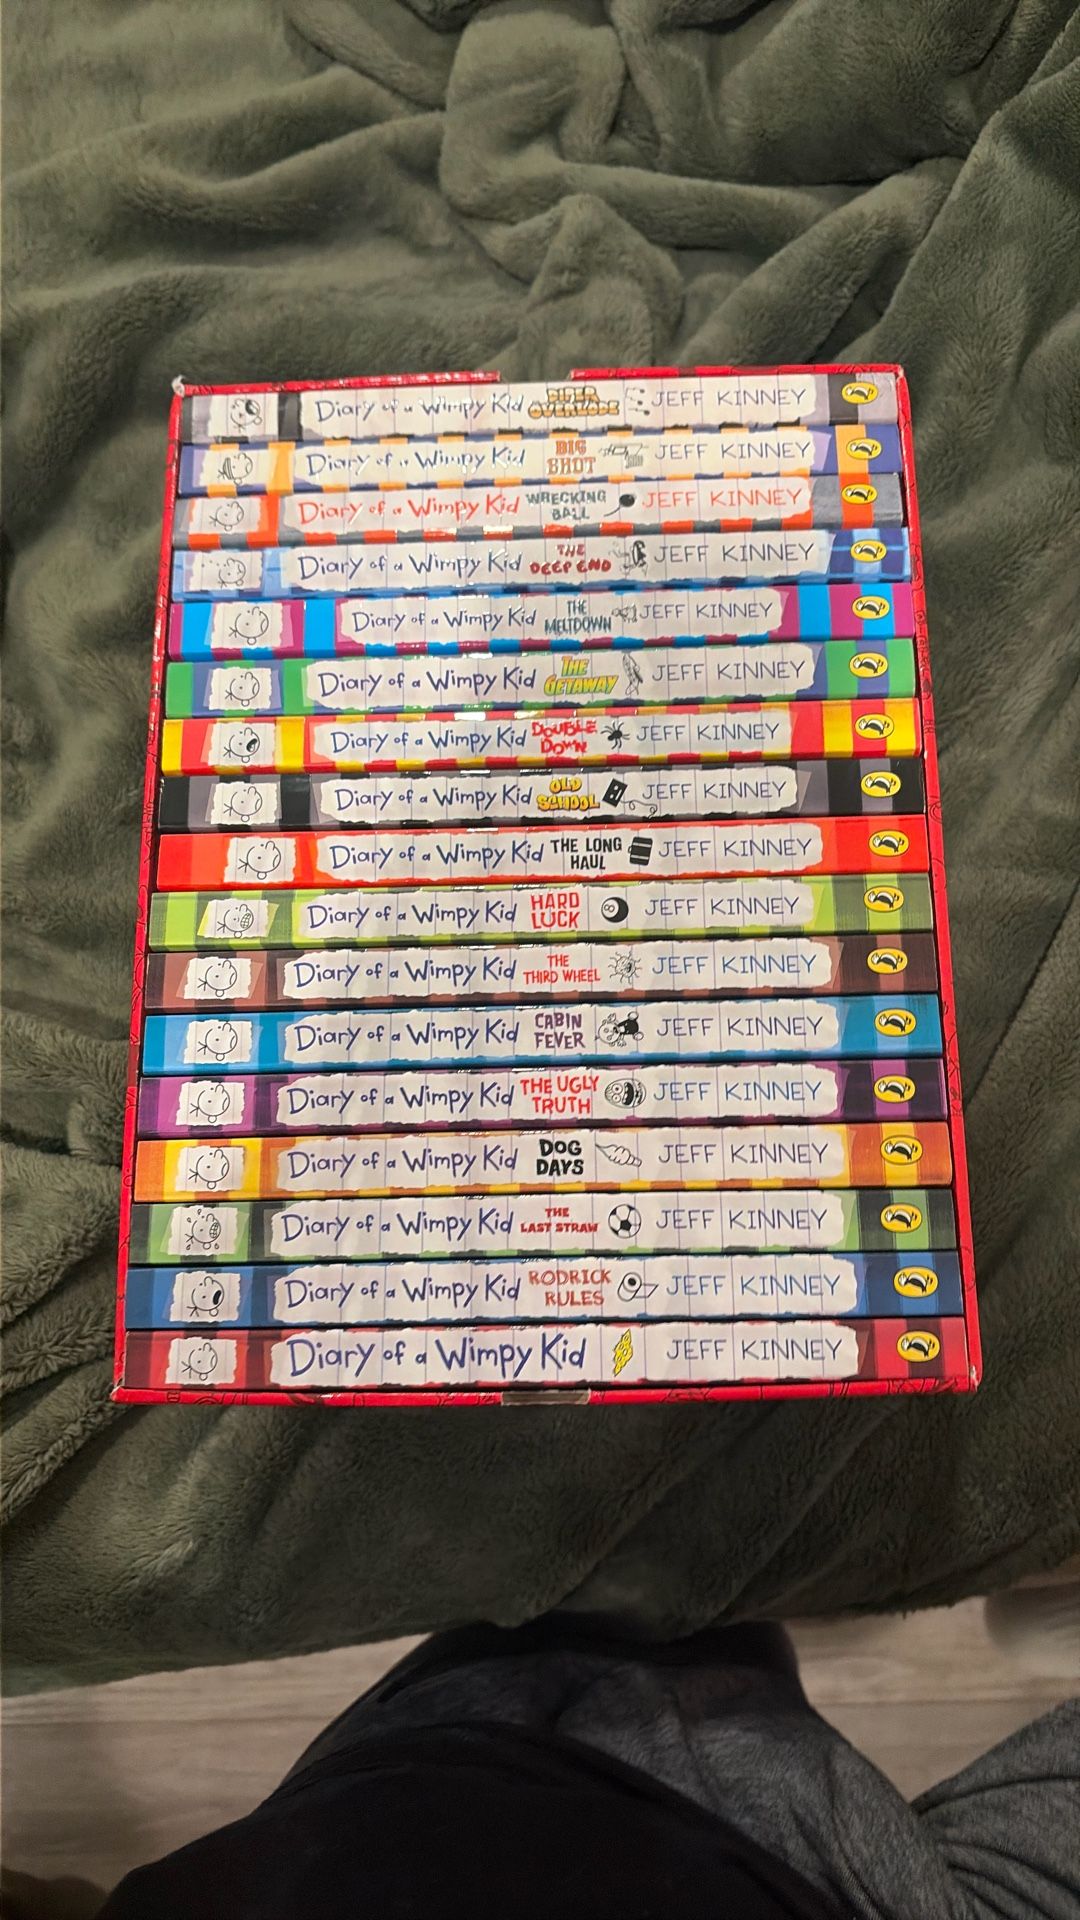 Diary of a Wimpy Kid DIPER OVERLODE JEFF KINNEY
Diary of a Wimpy Kid BIG SHOT JEFF KINNEY
Diary of a Wimpy Kid WRECKING BALL JEFF KINNEY
Diary of a Wimpy Kid THE DEEP END JEFF KINNEY
Diary of a Wimpy Kid THE MELTDOWN JEFF KINNEY
Diary of a Wimpy Kid THE GETAWAY JEFF KINNEY
Diary of a Wimpy Kid DOUBLE DOWN JEFF KINNEY
Diary of a Wimpy Kid OLD SCHOOL JEFF KINNEY
Diary of a Wimpy Kid THE LONG HAUL JEFF KINNEY
Diary of a Wimpy Kid HARD LUCK JEFF KINNEY
Diary of a Wimpy Kid THE THIRD WHEEL JEFF KINNEY
Diary of a Wimpy Kid CABIN FEVER JEFF KINNEY
Diary of a Wimpy Kid THE UGLY TRUTH JEFF KINNEY
Diary of a Wimpy Kid DOG DAYS JEFF KINNEY
Diary of a Wimpy Kid THE LAST STRAW JEFF KINNEY
Diary of a Wimpy Kid RODRICK RULES JEFF KINNEY
Diary of a Wimpy Kid JEFF KINNEY